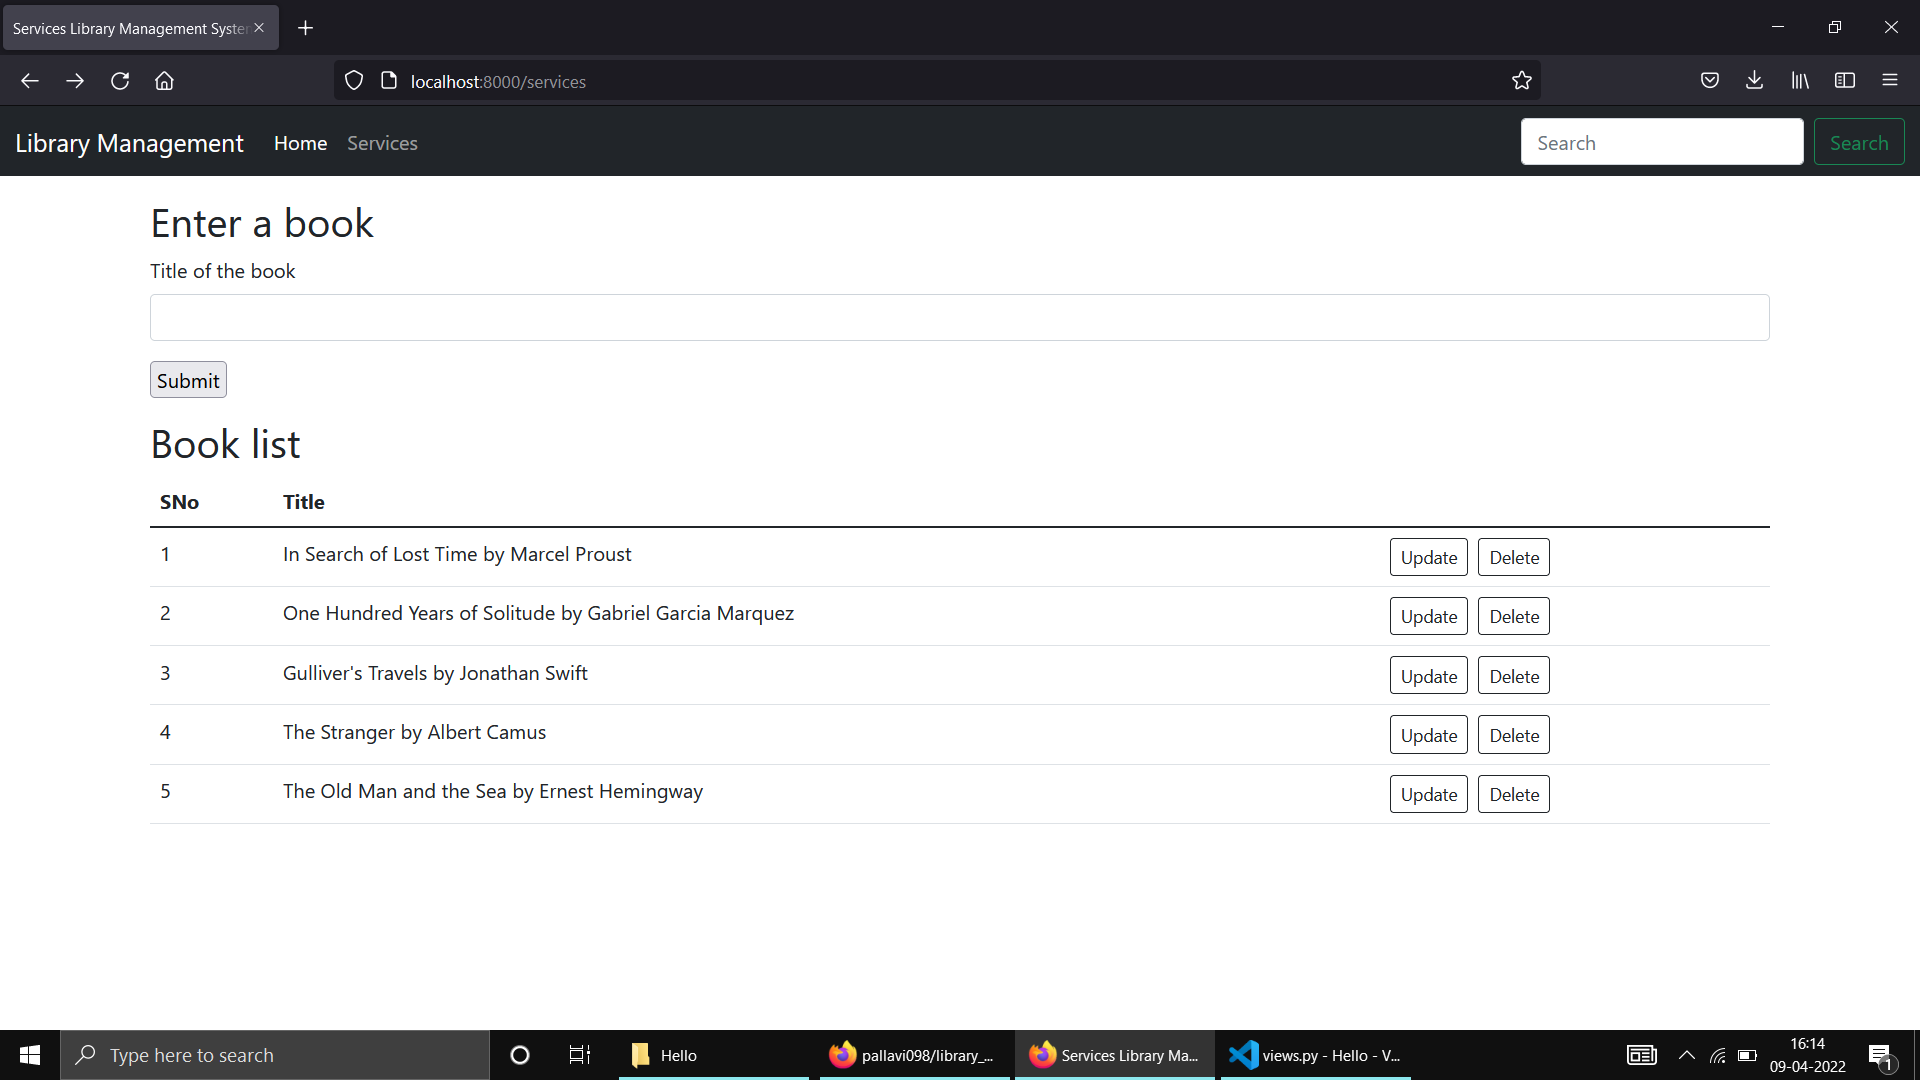 Services Library Management Syster
localhost:8000/services
Library Management Home Services Search Search
Enter a book
Title of the book
Submit
Book list
SNo Title
1 In Search of Lost Time by Marcel Proust Update Delete
2 One Hundred Years of Solitude by Gabriel Garcia Marquez Update Delete
3 Gulliver's Travels by Jonathan Swift Update Delete
4 The Stranger by Albert Camus Update Delete
5 The Old Man and the Sea by Ernest Hemingway Update Delete
Type here to search Hello pallavi098/library_... Services Library Ma... views.py - Hello - V... 16:14
09-04-2022 1